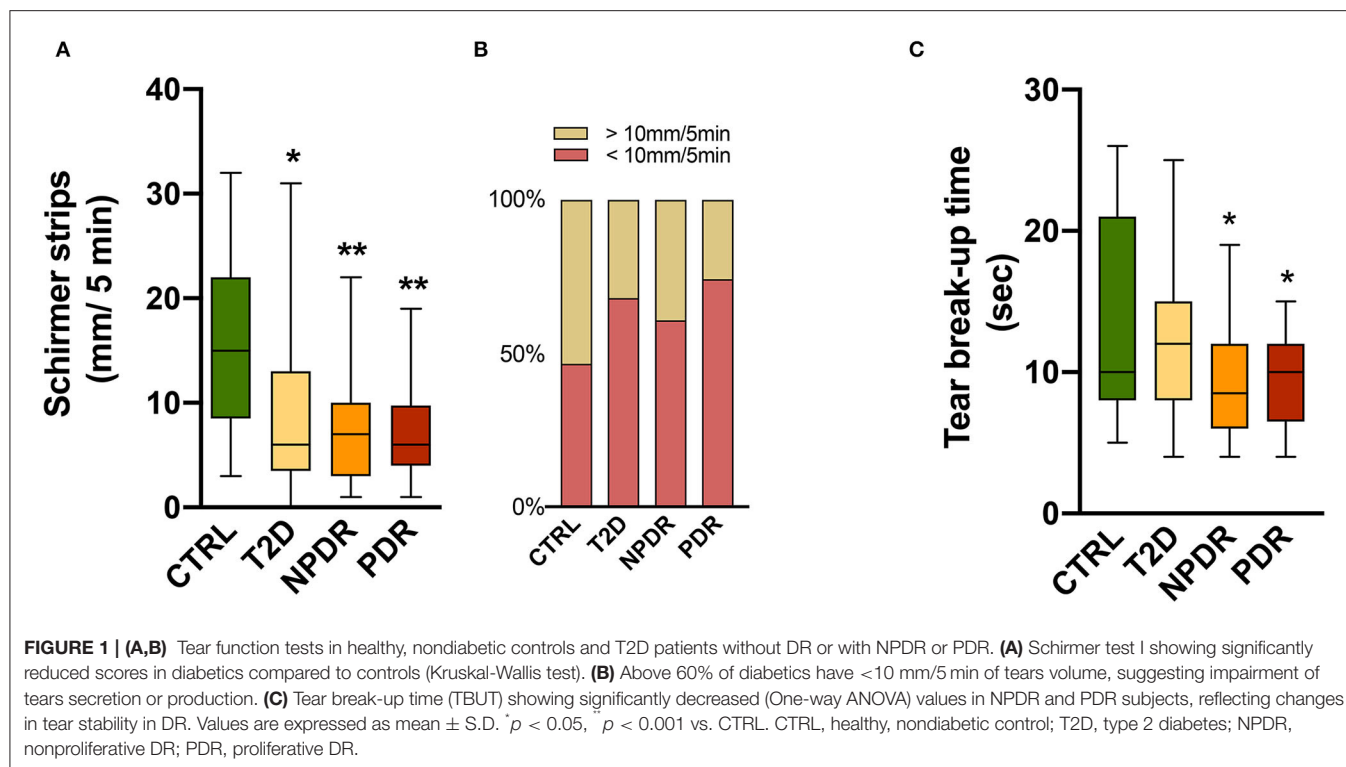 A
Schirmer strips
(mm/ 5 min)
40
30
20
10
0
*
**
**
CTRL
T2D
NPDR
PDR
B
> 10mm/5min
< 10mm/5min
100%
50%
0%
CTRL
T2D
NPDR
PDR
C
Tear break-up time
(sec)
30
20
10
0
*
*
CTRL
T2D
NPDR
PDR
FIGURE 1 | (A,B) Tear function tests in healthy, nondiabetic controls and T2D patients without DR or with NPDR or PDR. (A) Schirmer test I showing significantly
reduced scores in diabetics compared to controls (Kruskal-Wallis test). (B) Above 60% of diabetics have <10 mm/5 min of tears volume, suggesting impairment of
tears secretion or production. (C) Tear break-up time (TBUT) showing significantly decreased (One-way ANOVA) values in NPDR and PDR subjects, reflecting changes
in tear stability in DR. Values are expressed as mean ± S.D. *p < 0.05, **p < 0.001 vs. CTRL. CTRL, healthy, nondiabetic control; T2D, type 2 diabetes; NPDR,
nonproliferative DR; PDR, proliferative DR.